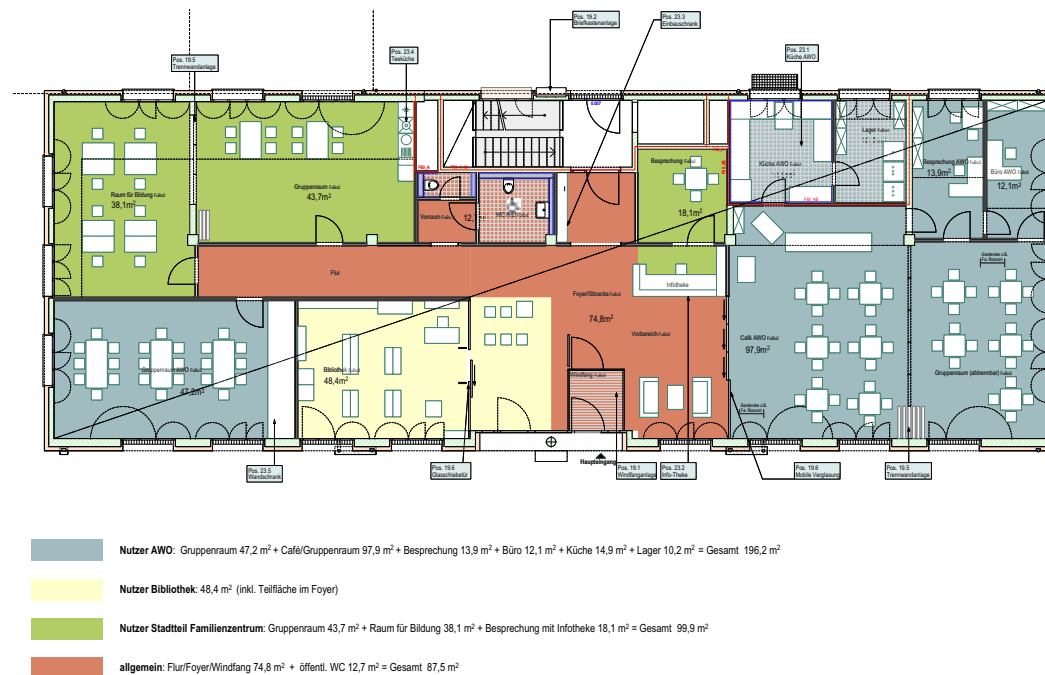 Pos. 19.2
Briefkastenanlage
Pos. 23.3
Einbauschrank
Pos. 19.5
Trennwandanlage
Pos. 23.4
Teeküche
Pos. 23.1
Küche AWO
Raum für Bildung
38,1m²
Gruppenraum
43,7m²
Vorraum
Besprechung
18,1m²
Küche AWO
Lager
Besprechung AWO
13,9m²
Büro AWO
12,1m²
Flur
Foyer/Sitzecke
74,8m²
Infotheke
Vorbereich
Windfang
Café AWO
97,9m²
Gruppenraum (abtrennbar)
Gruppenraum AWO
47,2m²
Bibliothek
48,4m²
Haupteingang
Pos. 23.5
Wandschrank
Pos. 19.6
Glasschiebetür
Pos. 19.1
Windfanganlage
Pos. 23.2
Info-Theke
Pos. 19.6
Mobile Verglasung
Pos. 19.5
Trennwandanlage
Nutzer AWO: Gruppenraum 47,2 m² + Café/Gruppenraum 97,9 m² + Besprechung 13,9 m² + Büro 12,1 m² + Küche 14,9 m² + Lager 10,2 m² = Gesamt 196,2 m²
Nutzer Bibliothek: 48,4 m² (inkl. Teilfläche im Foyer)
Nutzer Stadtteil Familienzentrum: Gruppenraum 43,7 m² + Raum für Bildung 38,1 m² + Besprechung mit Infotheke 18,1 m² = Gesamt 99,9 m²
allgemein: Flur/Foyer/Windfang 74,8 m² + öffentl. WC 12,7 m² = Gesamt 87,5 m²